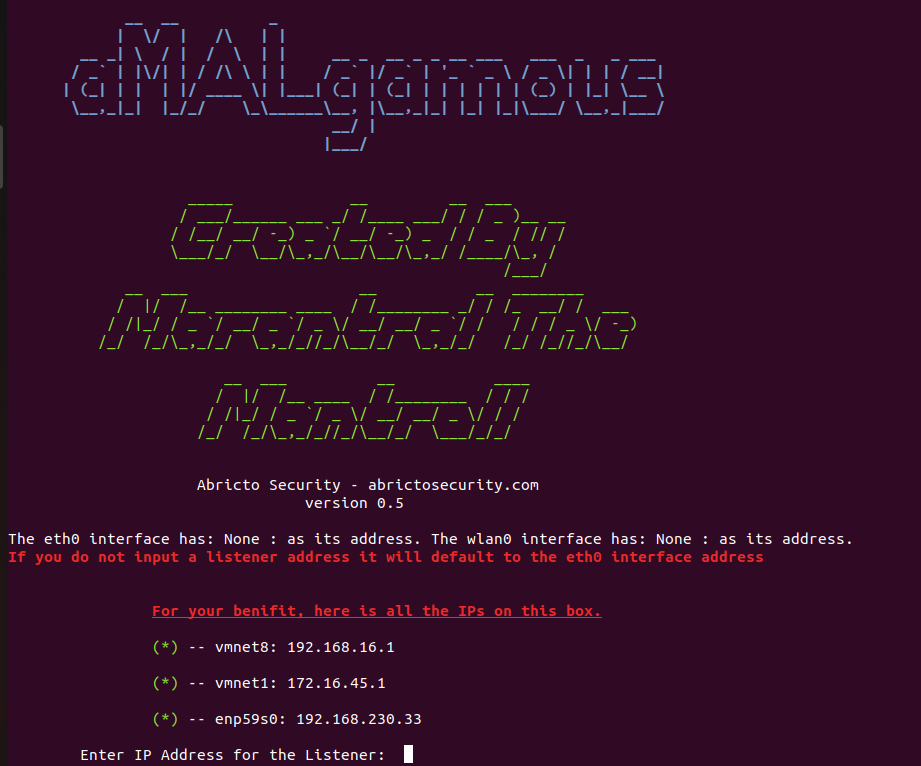 aMALgamous
Created By
Marantral The
Mantroll
Abricto Security - abrictosecurity.com
version 0.5
The eth0 interface has: None : as its address. The wlan0 interface has: None : as its address.
If you do not input a listener address it will default to the eth0 interface address
For your benifit, here is all the IPs on this box.
(*) -- vmnet8: 192.168.16.1
(*) -- vmnet1: 172.16.45.1
(*) -- enp59s0: 192.168.230.33
Enter IP Address for the Listener: